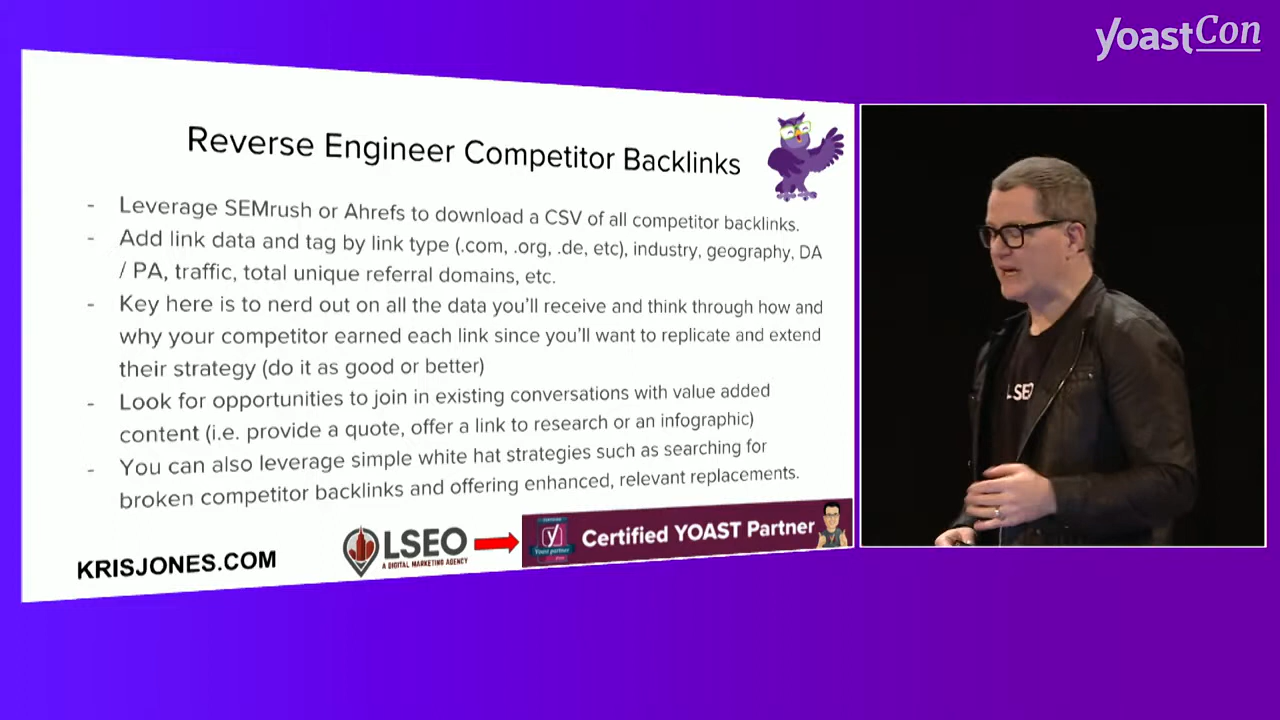 yoastCon
Reverse Engineer Competitor Backlinks
- Leverage SEMrush or Ahrefs to download a CSV of all competitor backlinks.
- Add link data and tag by link type (.com, .org, .de, etc), industry, geography, DA
/ PA, traffic, total unique referral domains, etc.
- Key here is to nerd out on all the data you'll receive and think through how and
why your competitor earned each link since you'll want to replicate and extend
their strategy (do it as good or better)
- Look for opportunities to join in existing conversations with value added
content (i.e. provide a quote, offer a link to research or an infographic)
- You can also leverage simple white hat strategies such as searching for
broken competitor backlinks and offering enhanced, relevant replacements.
KRISJONES.COM
LSEO
A DIGITAL MARKETING AGENCY
y
Yoast partner
Certified YOAST Partner
LSEO